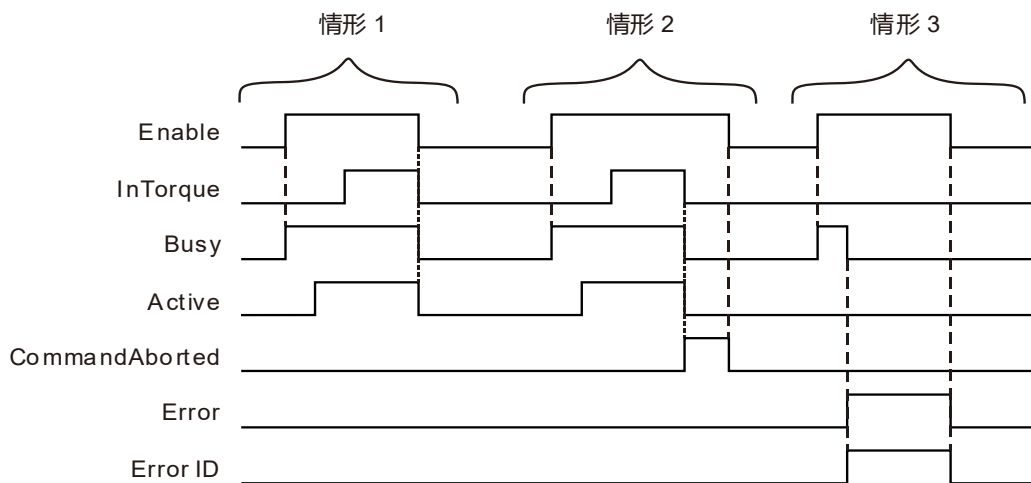 情形 1 情形 2 情形 3
Enable
InTorque
Busy
Active
CommandAborted
Error
Error ID